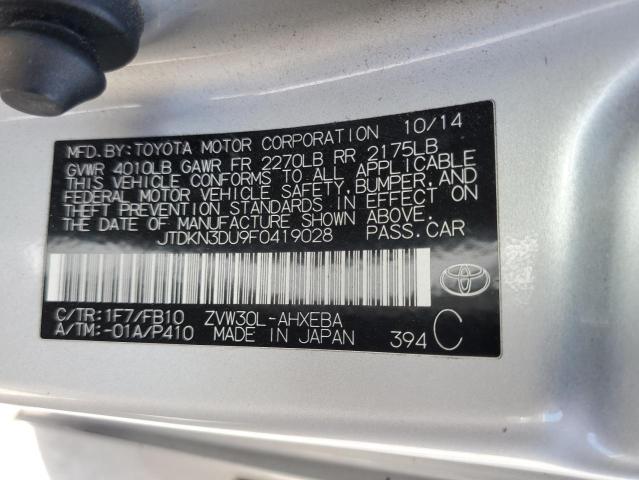 MFD. BY: TOYOTA MOTOR CORPORATION 10/14
GVWR 4010LB GAWR FR 2270LB RR 2175LB
THIS VEHICLE CONFORMS TO ALL APPLICABLE
FEDERAL MOTOR VEHICLE SAFETY, BUMPER, AND
THEFT PREVENTION STANDARDS IN EFFECT ON
THE DATE OF MANUFACTURE SHOWN ABOVE.
JTDKN3DU9F0419028 PASS. CAR
C/TR: 1F7/FB10 ZVW30L-AHXEBA
A/TM: -01A/P410 MADE IN JAPAN 394 C